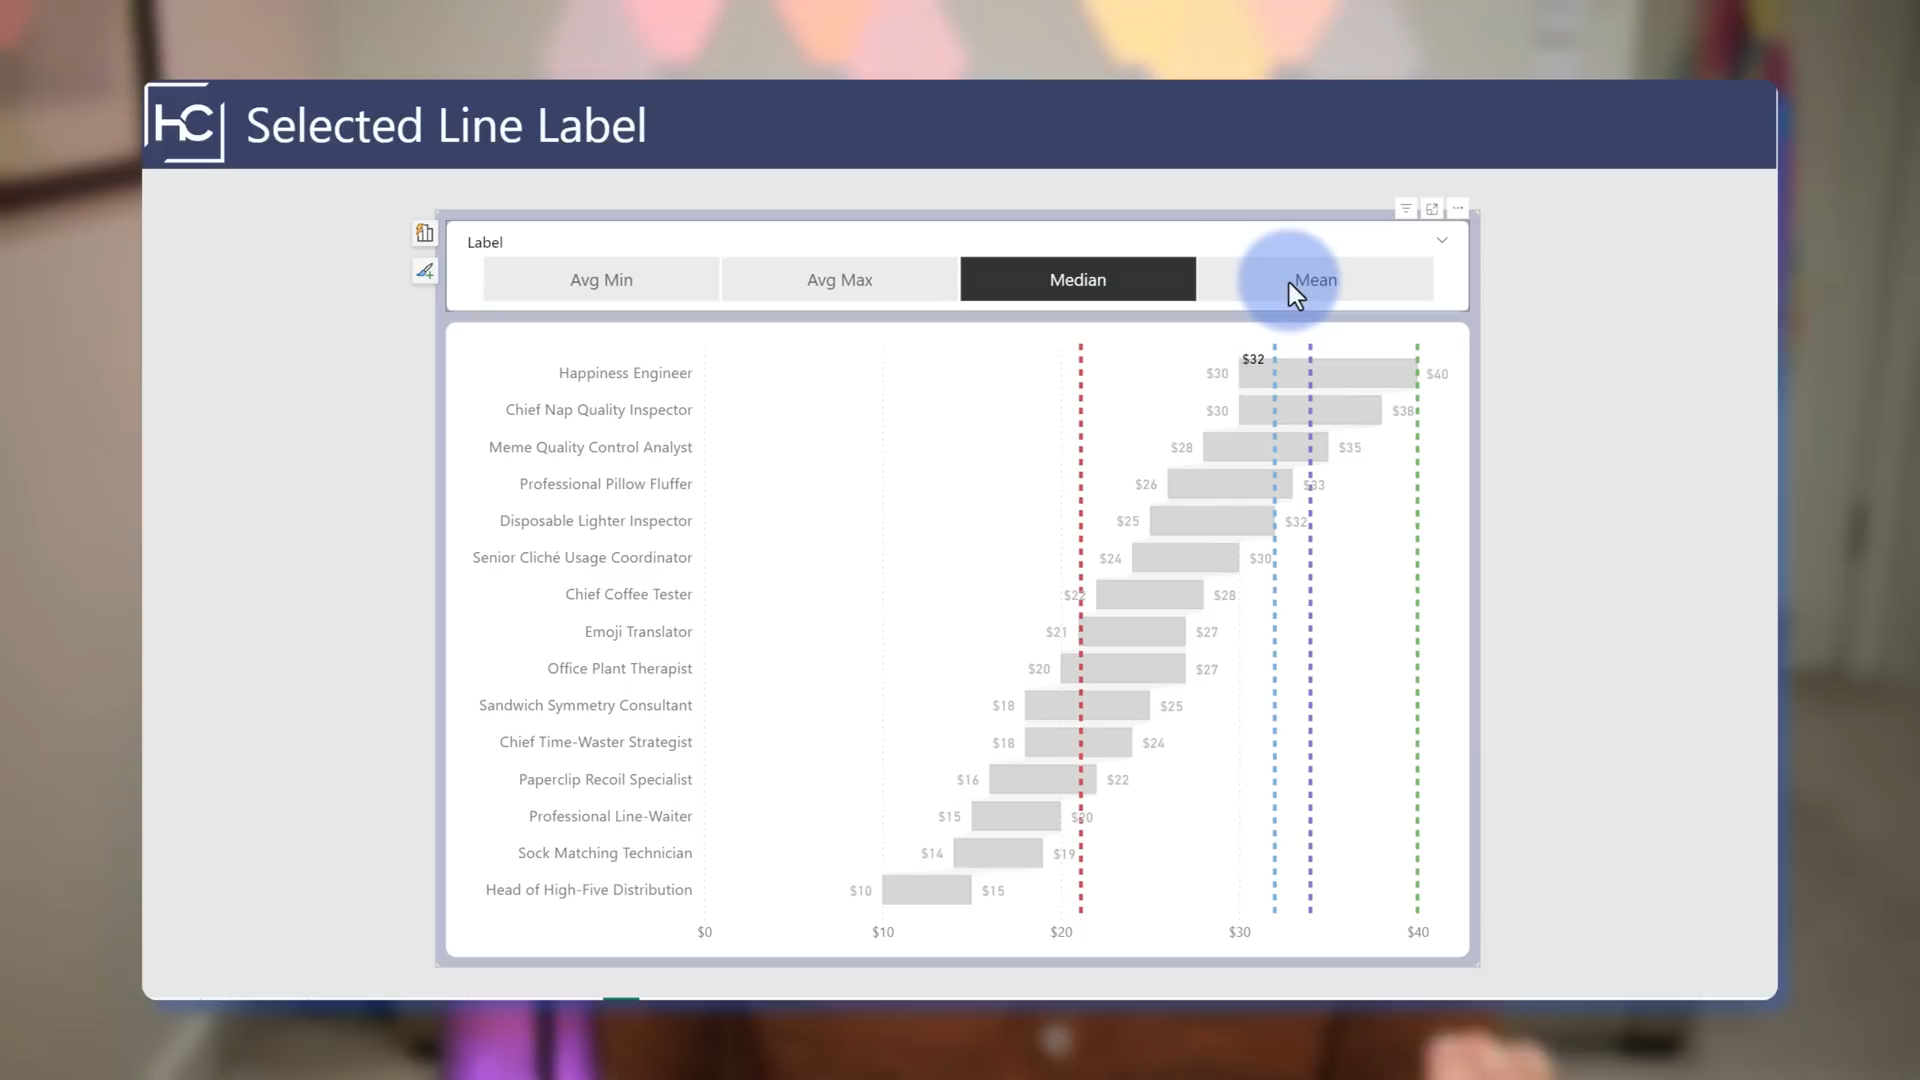 HC Selected Line Label
Label
Avg Min Avg Max Median Mean
$32
Happiness Engineer $30 $40
Chief Nap Quality Inspector $30 $38
Meme Quality Control Analyst $28 $35
Professional Pillow Fluffer $26 $33
Disposable Lighter Inspector $25 $32
Senior Cliché Usage Coordinator $24 $30
Chief Coffee Tester $22 $28
Emoji Translator $21 $27
Office Plant Therapist $20 $27
Sandwich Symmetry Consultant $18 $25
Chief Time-Waster Strategist $18 $24
Paperclip Recoil Specialist $16 $22
Professional Line-Waiter $15 $20
Sock Matching Technician $14 $19
Head of High-Five Distribution $10 $15
$0 $10 $20 $30 $40